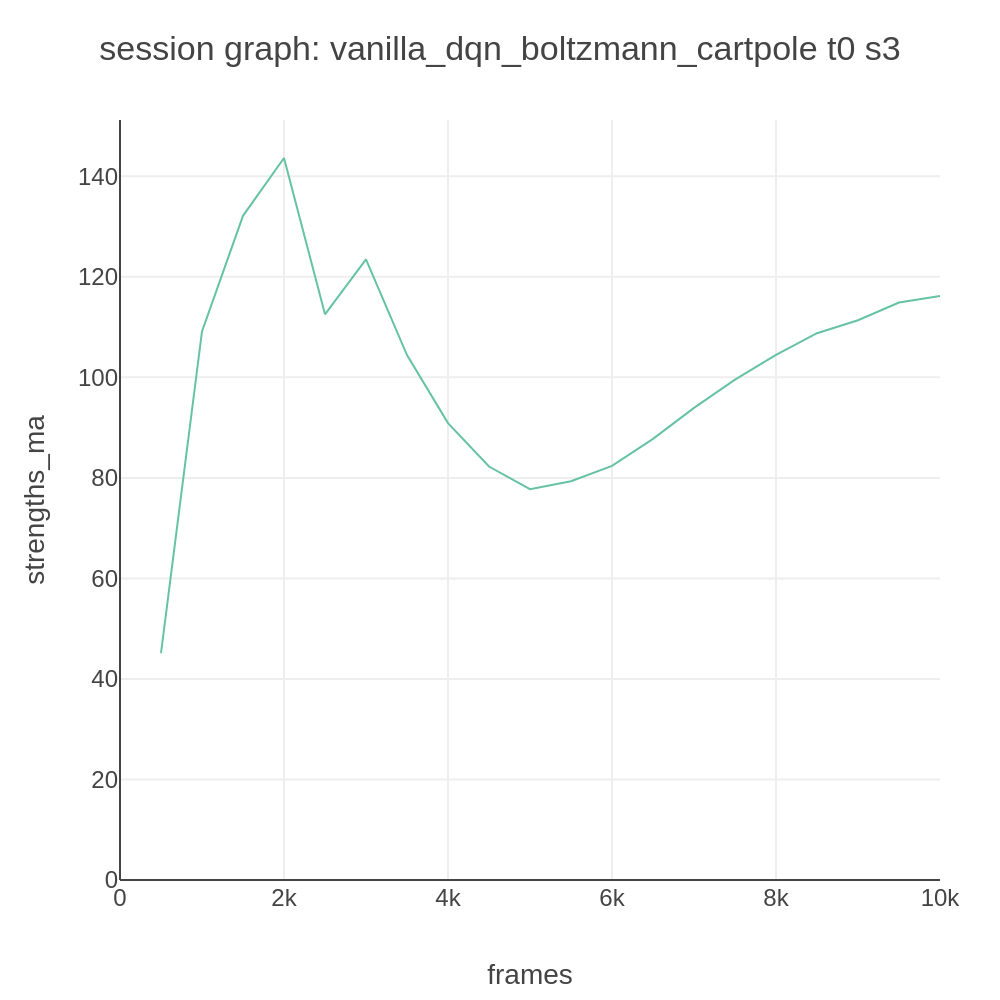 session graph: vanilla_dqn_boltzmann_cartpole t0 s3
140
120
100
80
60
40
20
0
0 2k 4k 6k 8k 10k
strengths_ma
frames